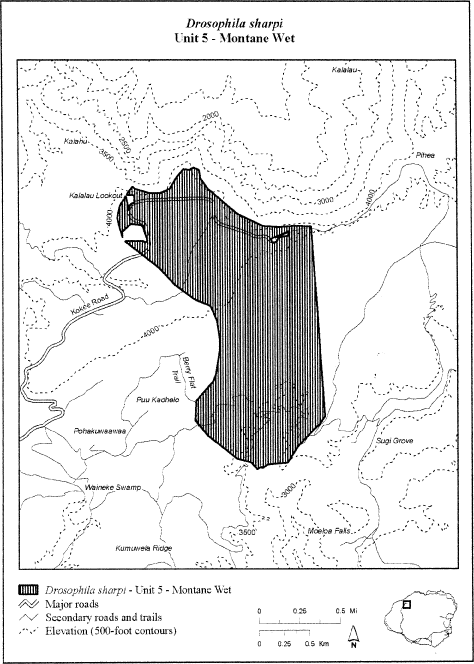 Drosophila sharpi
Unit 5 - Montane Wet
Kalalau
2000
2500
3500
Kalahu
Pihea
Kalalau Lookout
4000
3000
4000
Kokee Road
4000
Berry Flat
Trail
Puu Kaohelo
Pohakuwaawaa
Sugi Grove
Waineke Swamp
3000
3500
Moeloa Falls
Kumuwela Ridge
Drosophila sharpi - Unit 5 - Montane Wet
Major roads
Secondary roads and trails
Elevation (500-foot contours)
0 0.25 0.5 Mi
0 0.25 0.5 Km
N